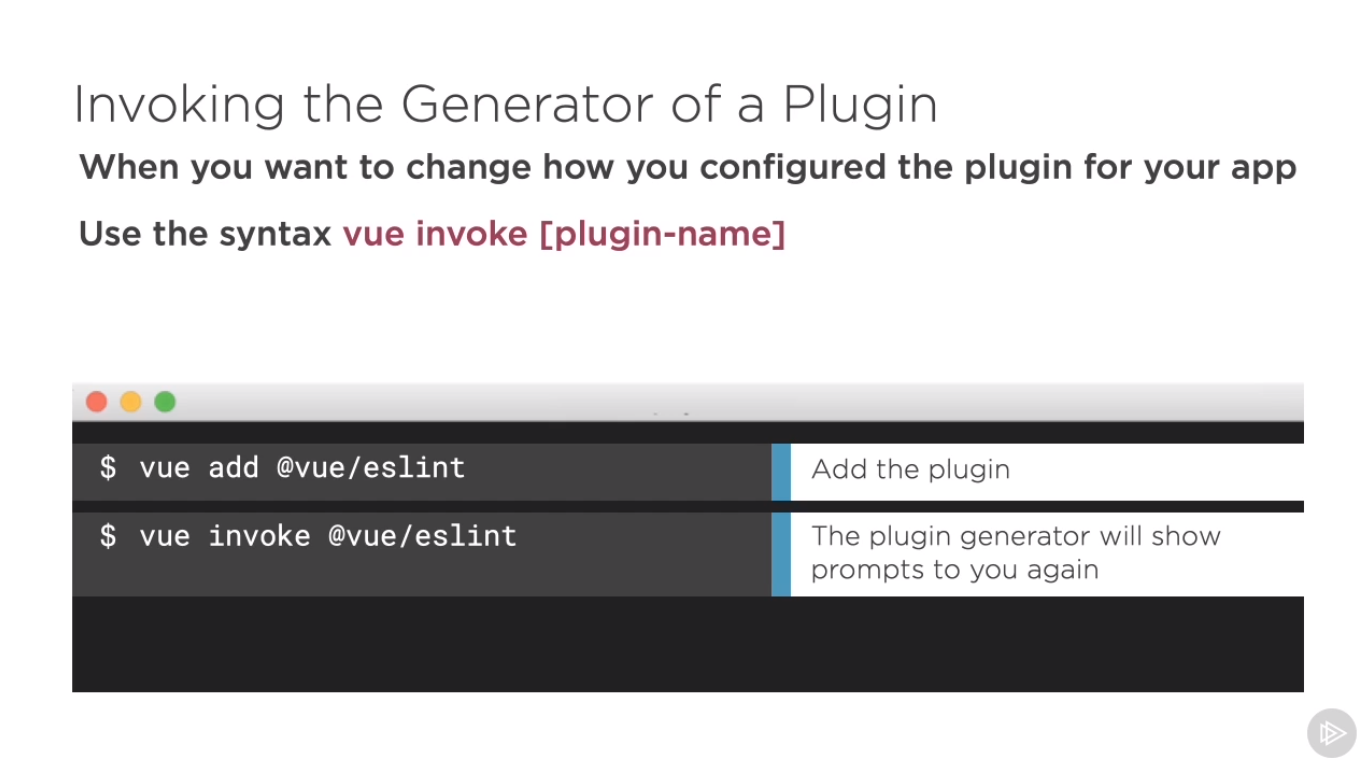 Invoking the Generator of a Plugin
When you want to change how you configured the plugin for your app
Use the syntax vue invoke [plugin-name]
$ vue add @vue/eslint
Add the plugin
$ vue invoke @vue/eslint
The plugin generator will show
prompts to you again